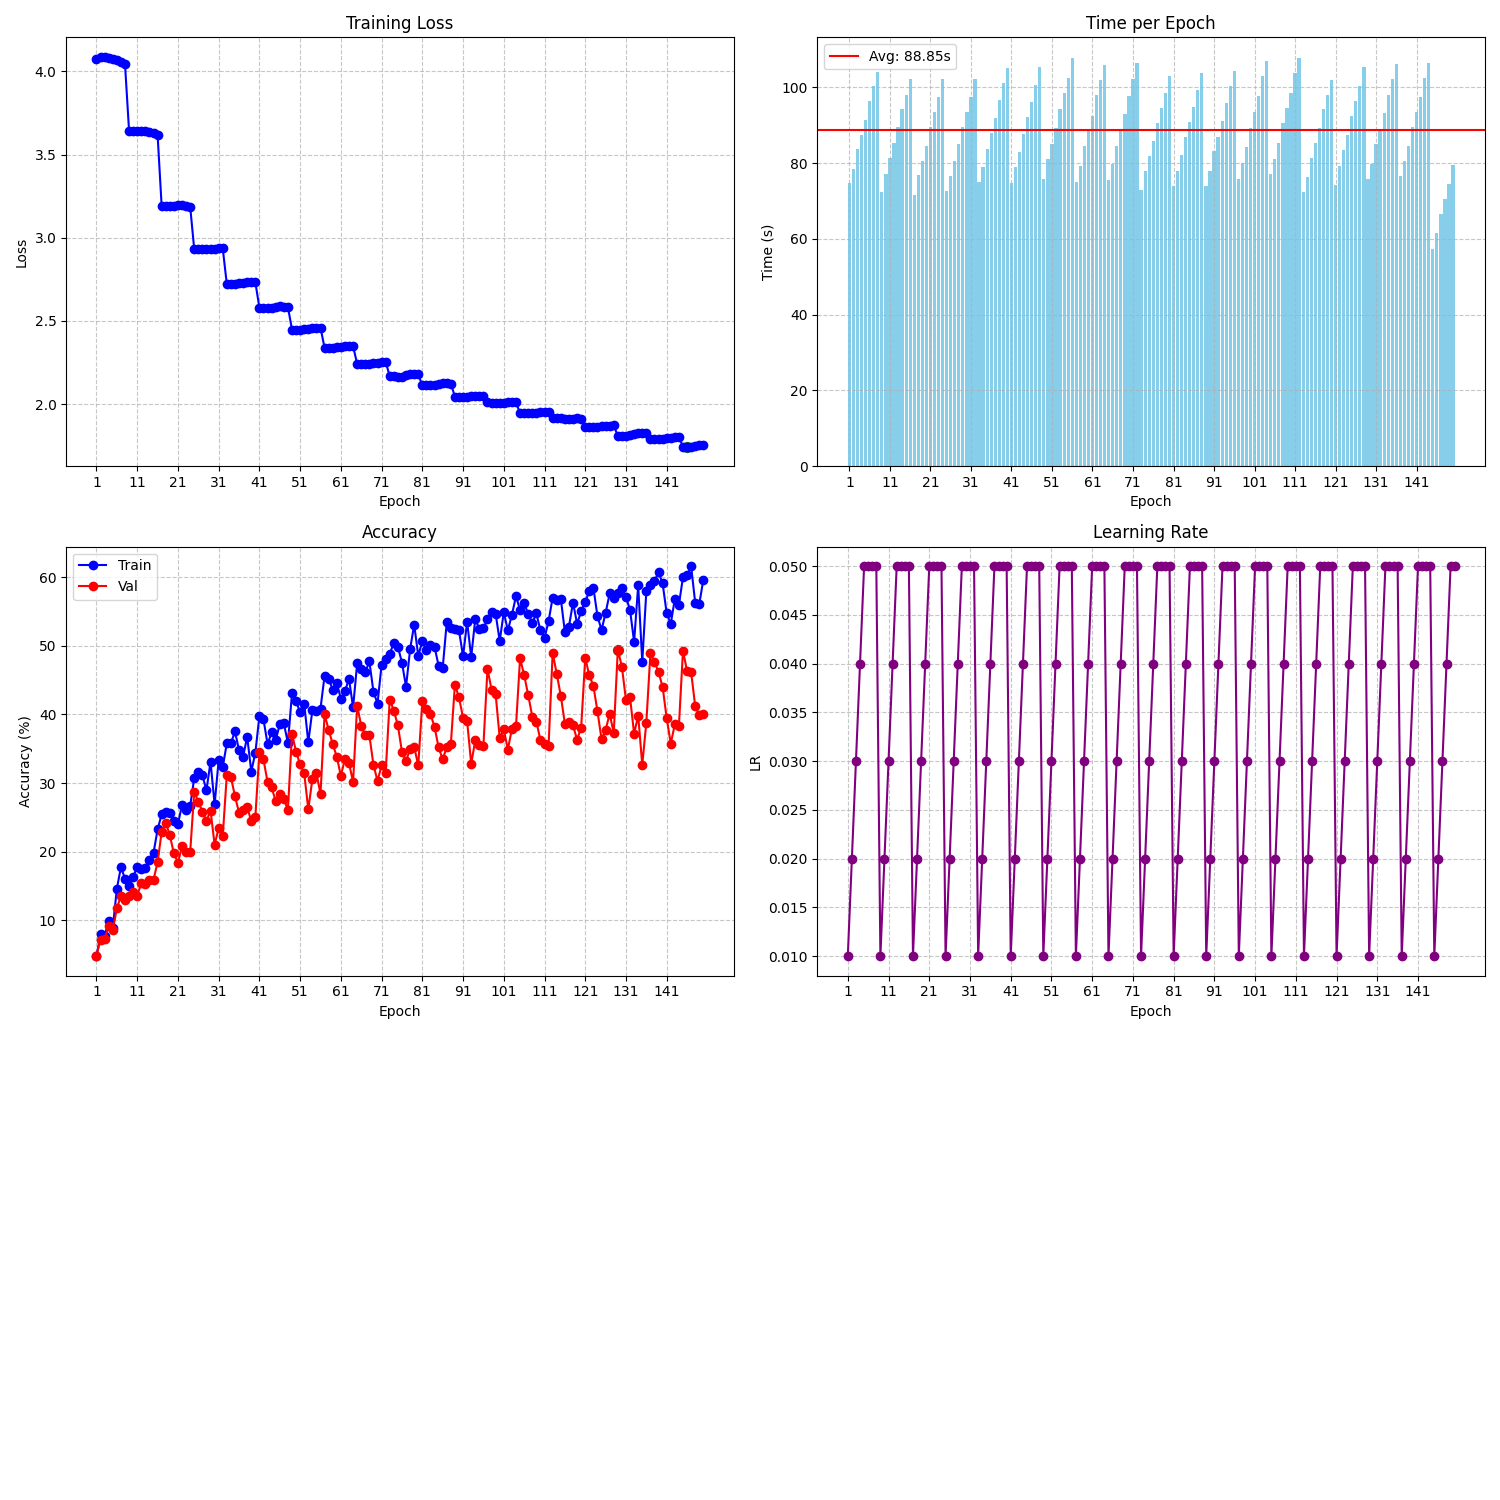 Training Loss
4.0
3.5
3.0
2.5
2.0
Loss
1 11 21 31 41 51 61 71 81 91 101 111 121 131 141
Epoch
Time per Epoch
Avg: 88.85s
100
80
60
40
20
0
Time (s)
1 11 21 31 41 51 61 71 81 91 101 111 121 131 141
Epoch
Accuracy
Train
Val
60
50
40
30
20
10
Accuracy (%)
1 11 21 31 41 51 61 71 81 91 101 111 121 131 141
Epoch
Learning Rate
0.050
0.045
0.040
0.035
0.030
0.025
0.020
0.015
0.010
LR
1 11 21 31 41 51 61 71 81 91 101 111 121 131 141
Epoch